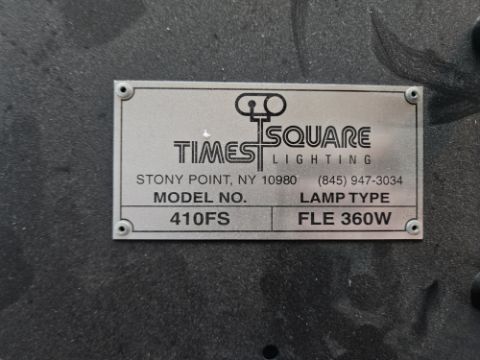 TIMES SQUARE
LIGHTING
STONY POINT, NY 10980 (845) 947-3034
MODEL NO. LAMP TYPE
410FS FLE 360W